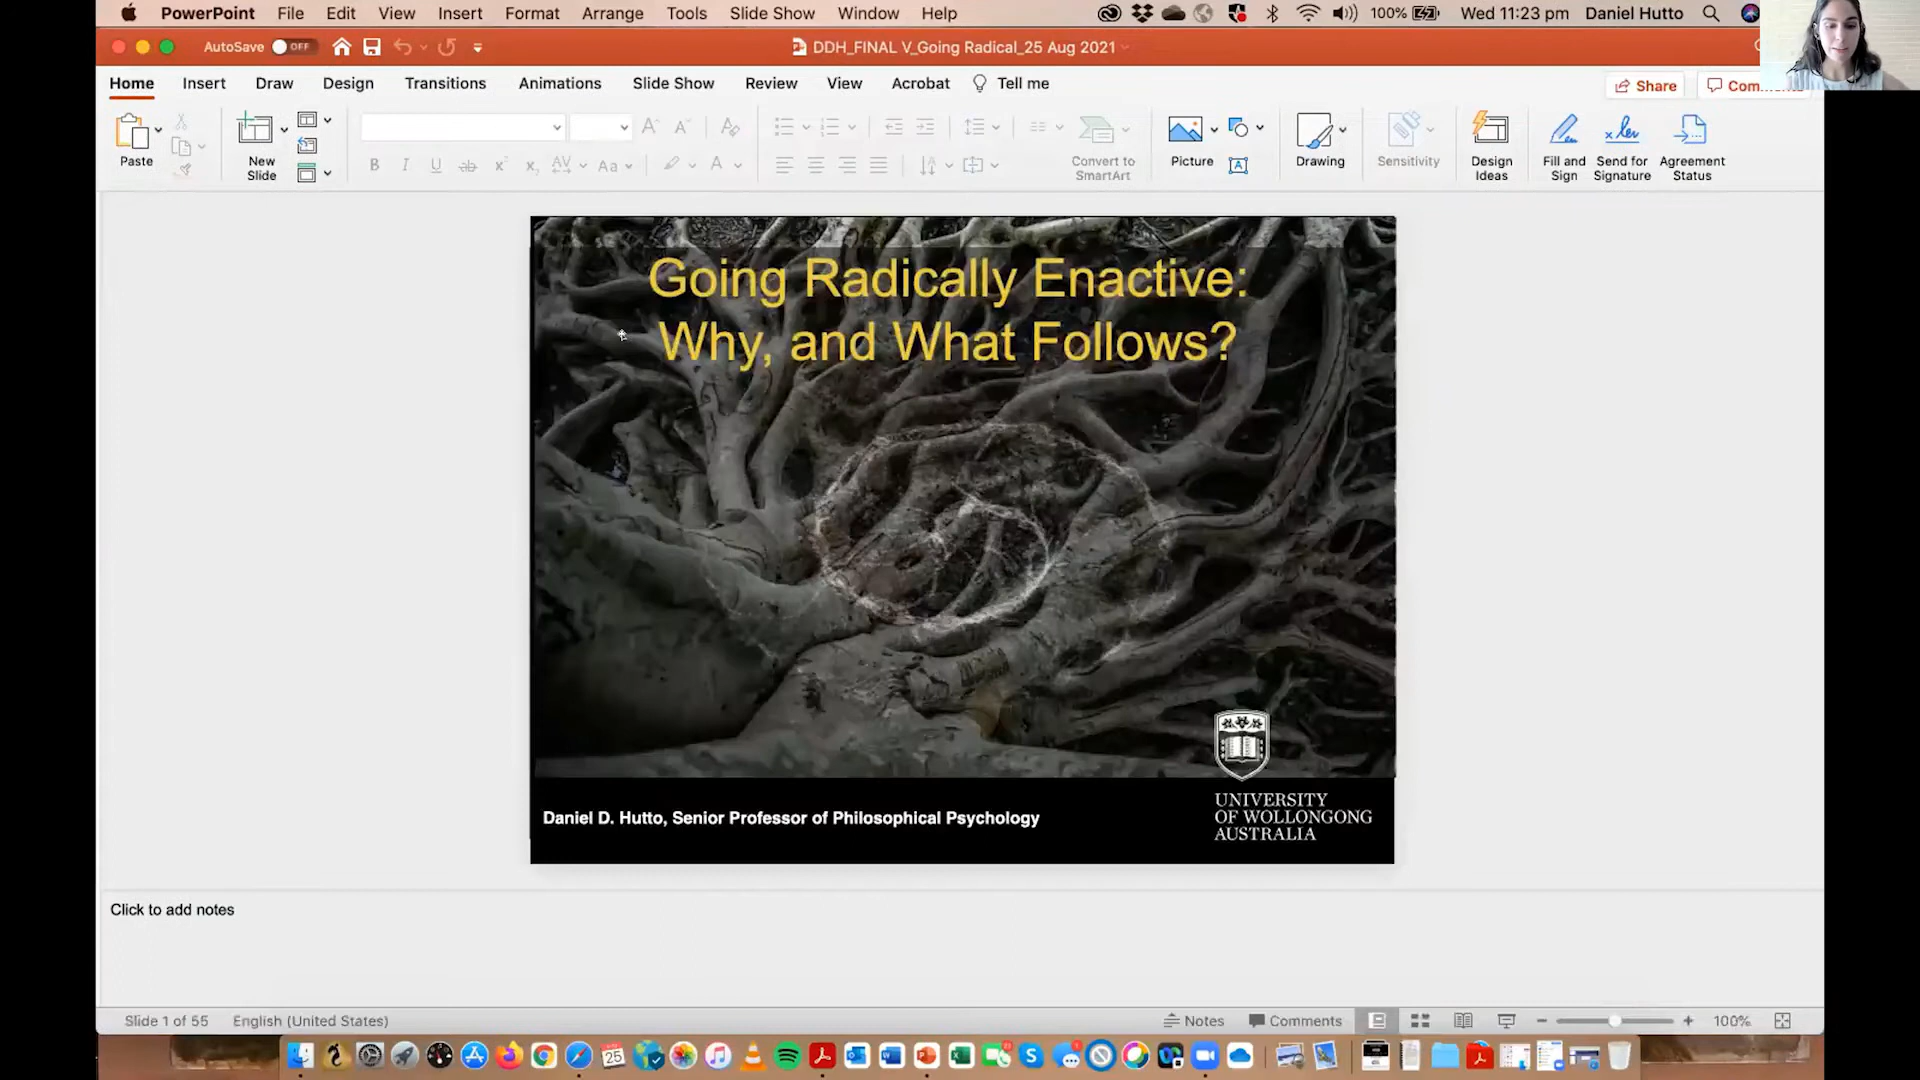 PowerPoint File Edit View Insert Format Arrange Tools Slide Show Window Help 100% Wed 11:23 pm Daniel Hutto
AutoSave OFF DDH_FINAL V_Going Radical_25 Aug 2021
Home Insert Draw Design Transitions Animations Slide Show Review View Acrobat Tell me Share
Paste New Slide Convert to SmartArt Picture Drawing Sensitivity Design Ideas Fill and Sign Send for Signature Agreement Status
Going Radically Enactive:
Why, and What Follows?
Daniel D. Hutto, Senior Professor of Philosophical Psychology
UNIVERSITY
OF WOLLONGONG
AUSTRALIA
Click to add notes
Slide 1 of 55 English (United States) Notes Comments 100%
25